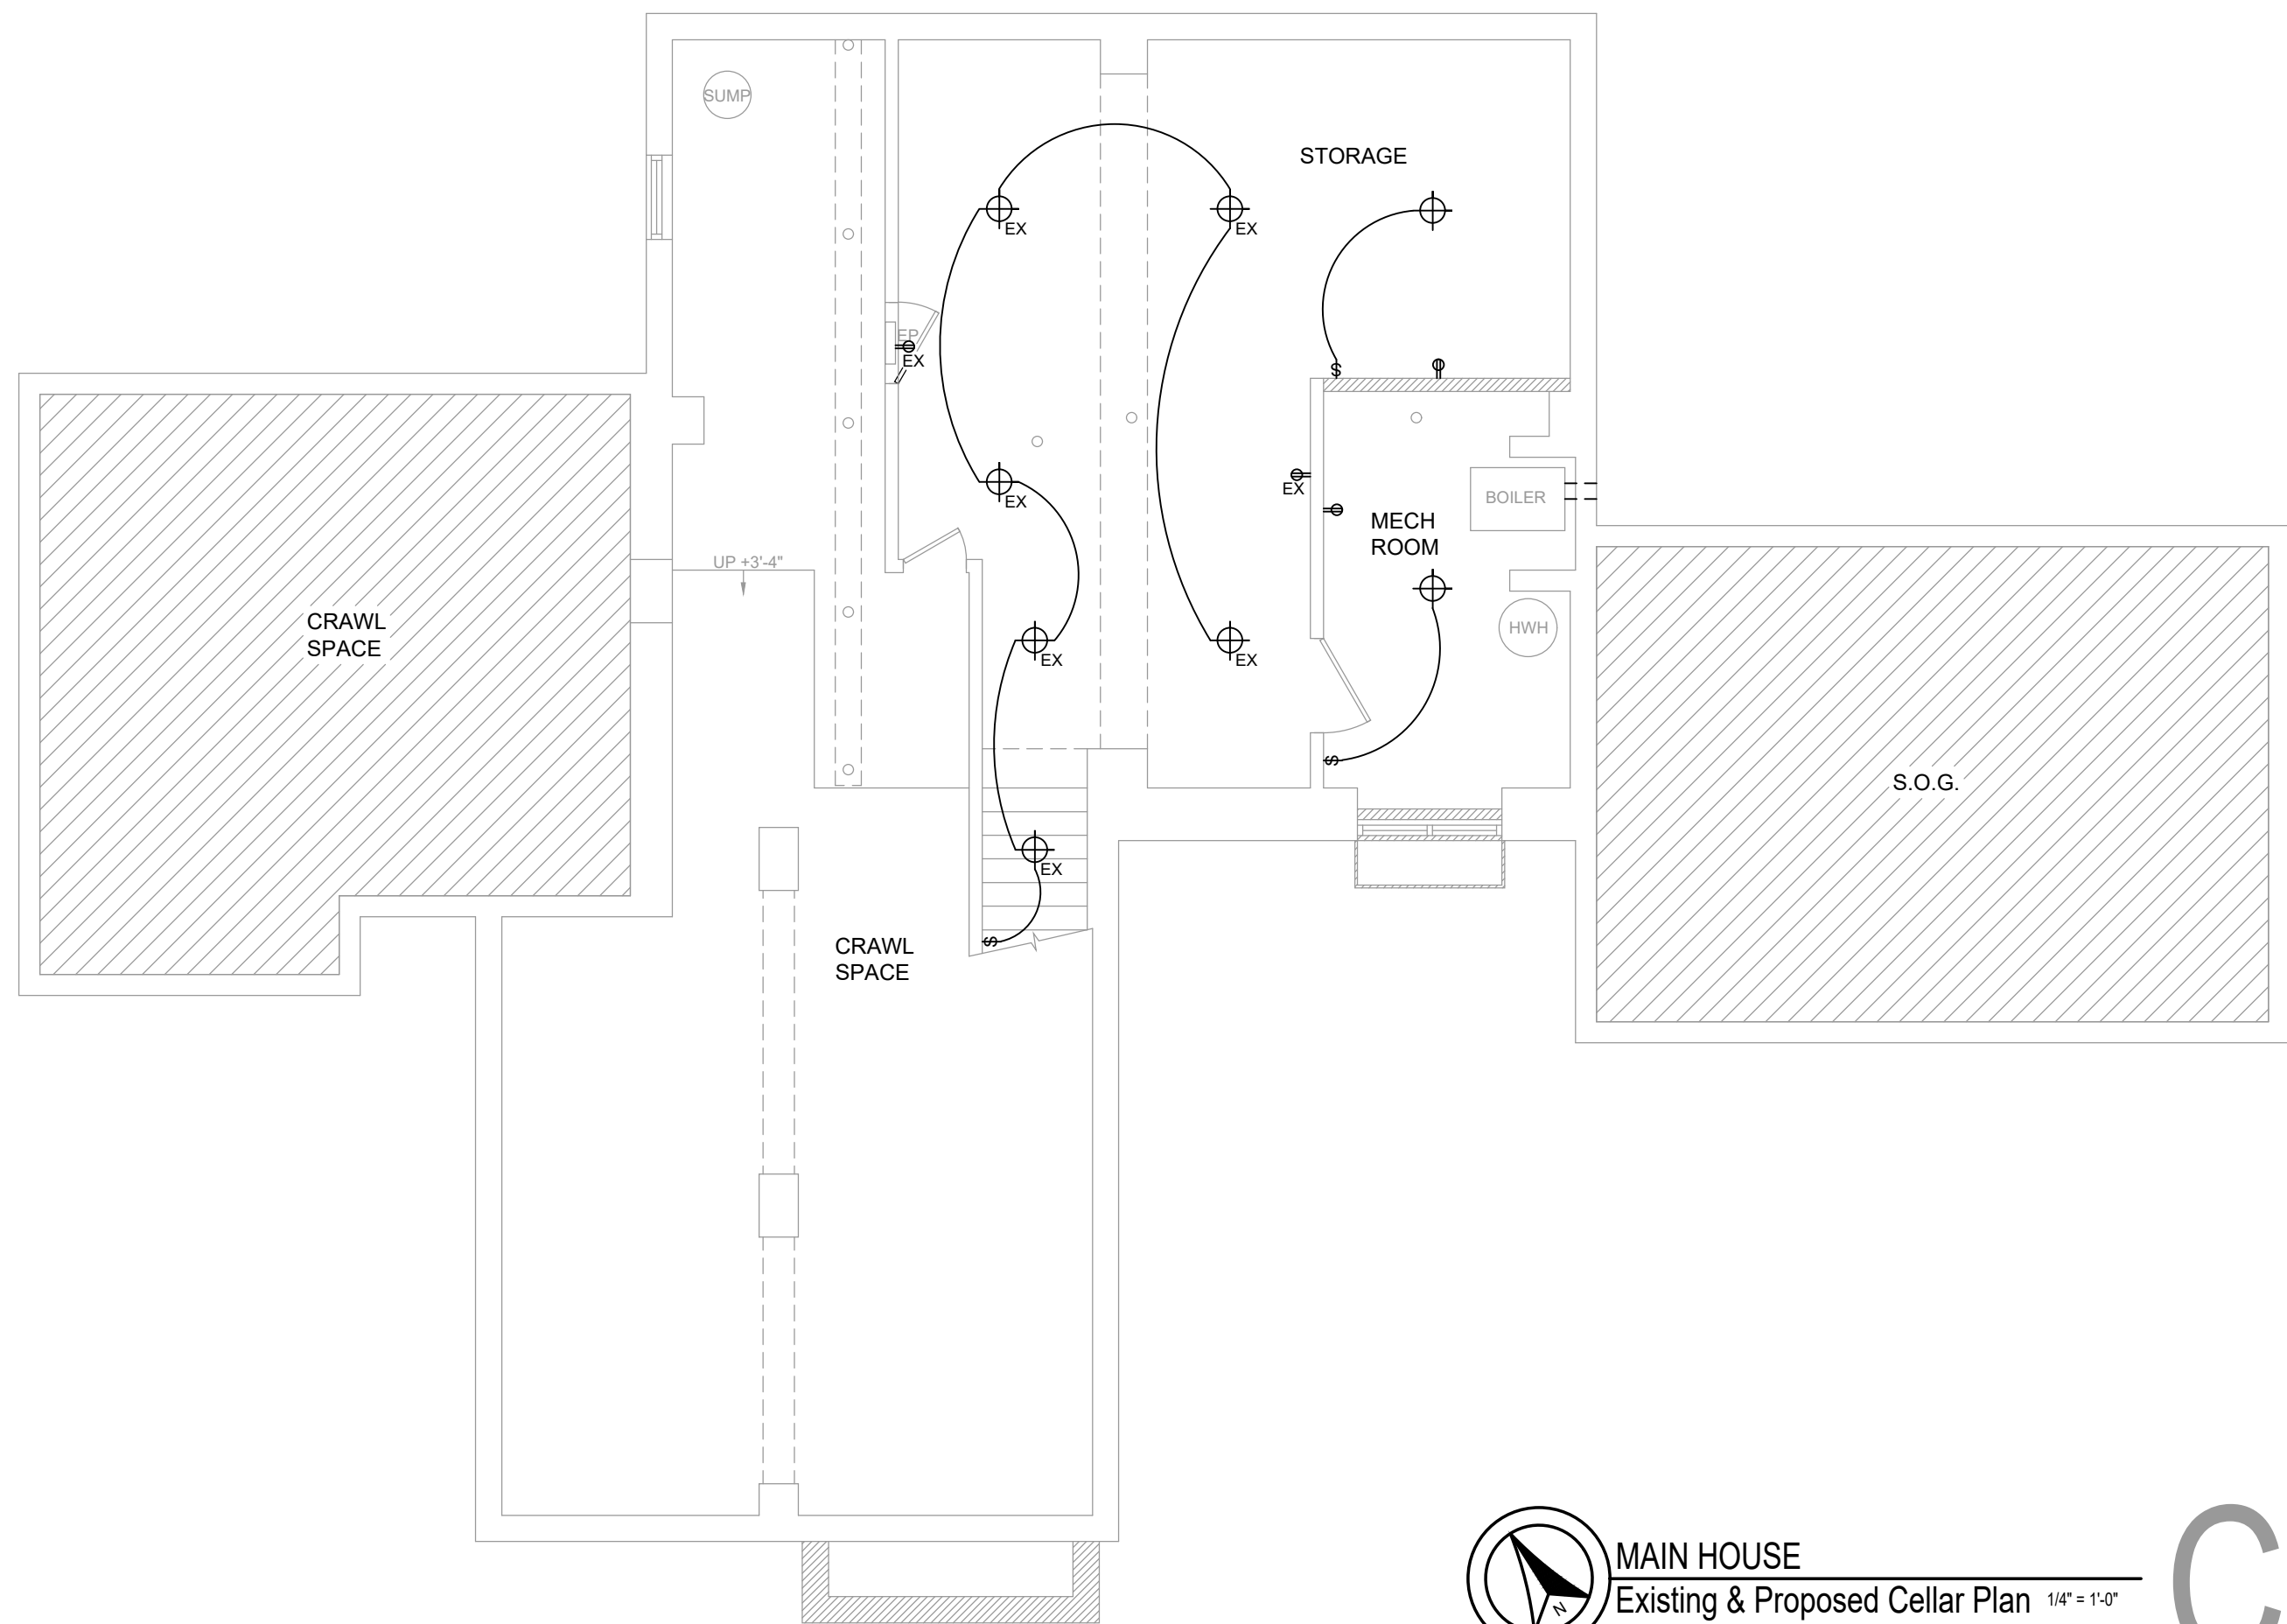 SUMP
STORAGE
EX
EX
EP
EX
$
EX
EX
BOILER
MECH
ROOM
UP +3'-4"
CRAWL
SPACE
HWH
EX
EX
$
S.O.G.
EX
$
CRAWL
SPACE
N
MAIN HOUSE
Existing & Proposed Cellar Plan 1/4" = 1'-0"
C